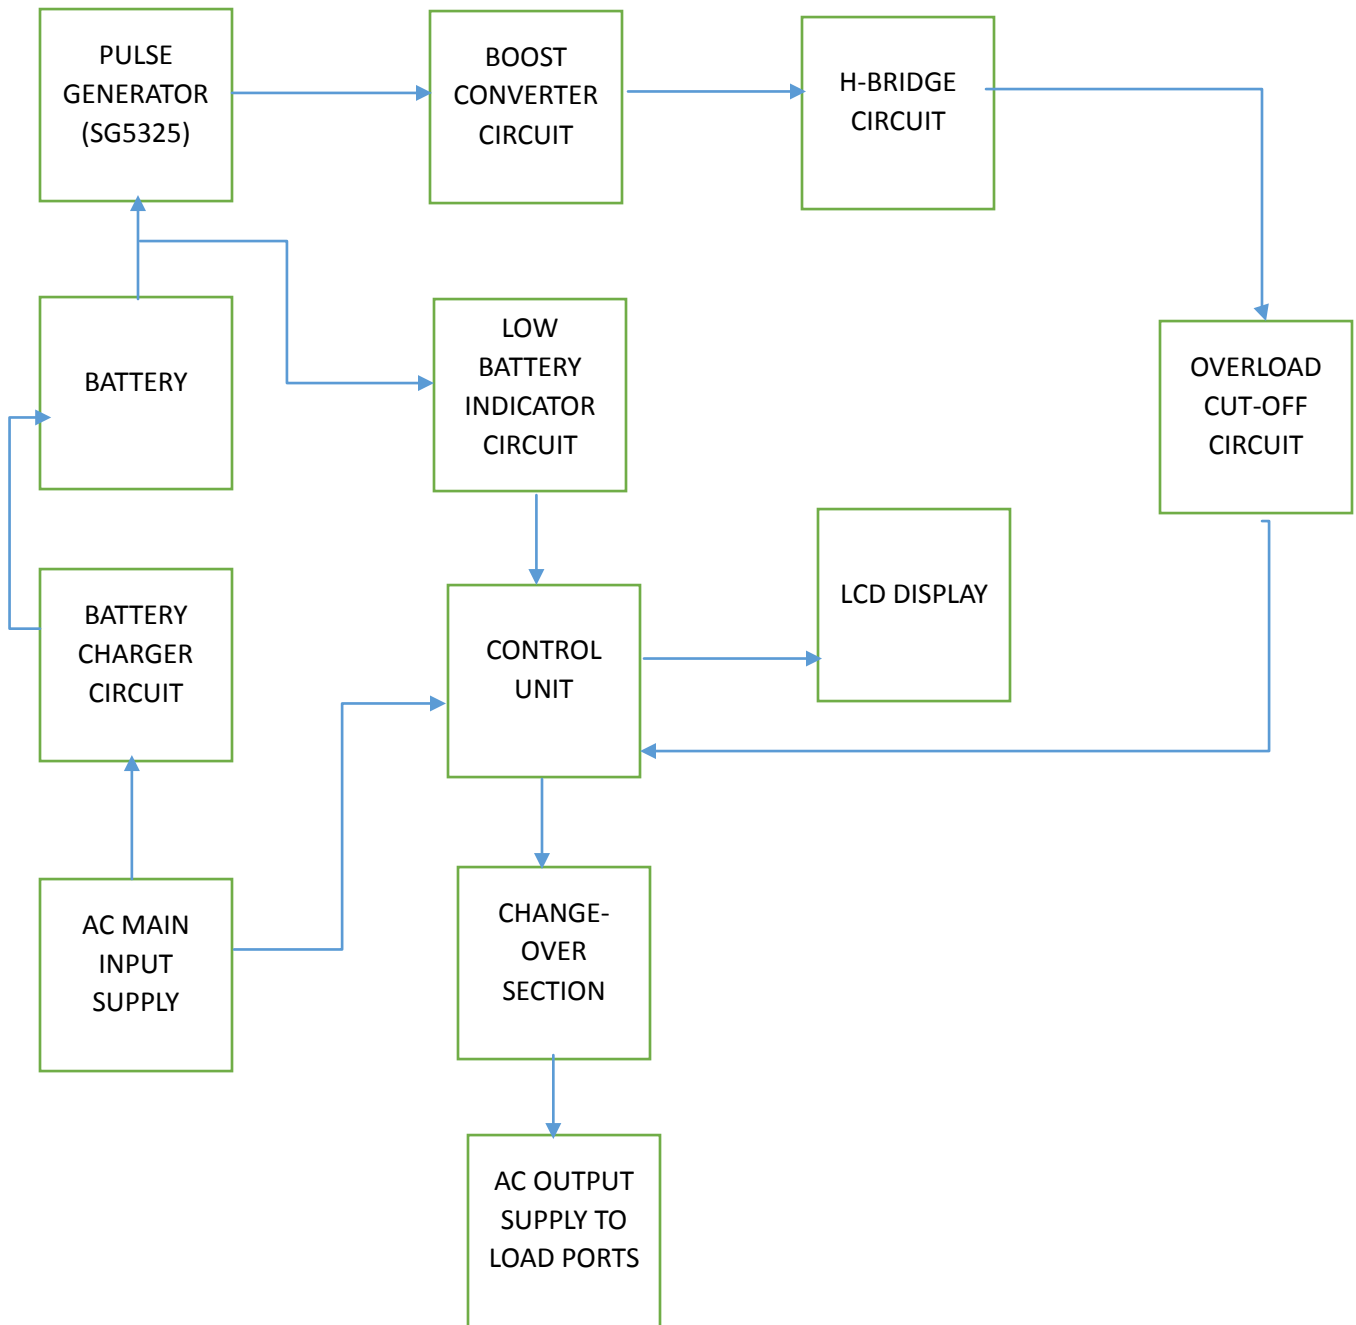 PULSE
GENERATOR
(SG5325)
BOOST
CONVERTER
CIRCUIT
H-BRIDGE
CIRCUIT
BATTERY
LOW
BATTERY
INDICATOR
CIRCUIT
OVERLOAD
CUT-OFF
CIRCUIT
BATTERY
CHARGER
CIRCUIT
CONTROL
UNIT
LCD DISPLAY
AC MAIN
INPUT
SUPPLY
CHANGE-
OVER
SECTION
AC OUTPUT
SUPPLY TO
LOAD PORTS